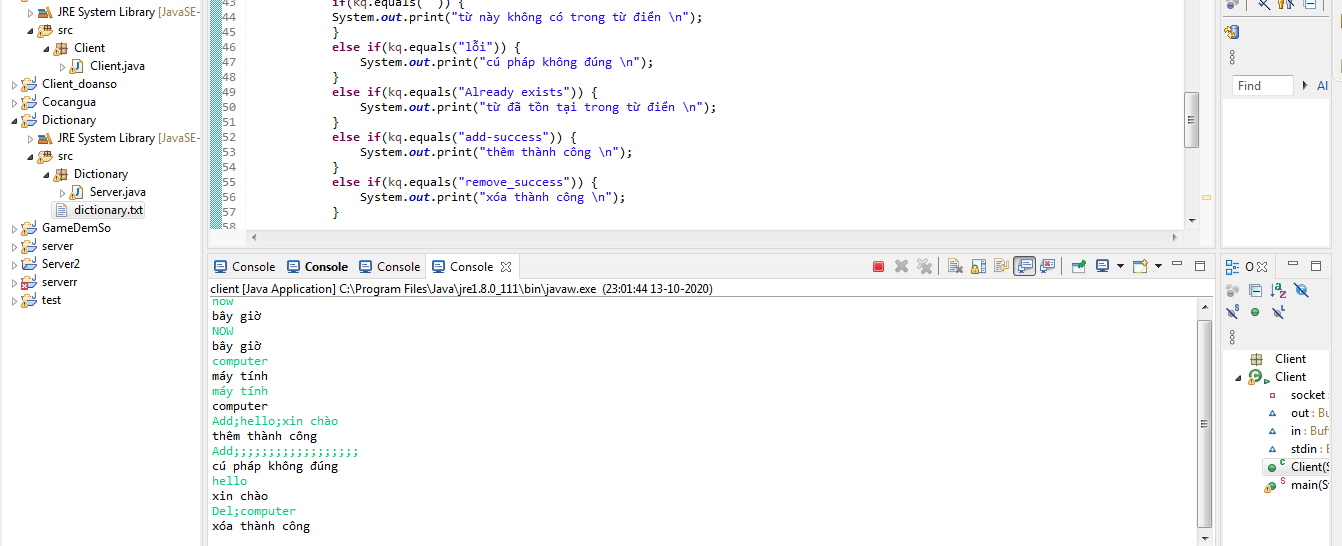 JRE System Library [JavaSE-
src
Client
Client.java
Client_doanso
Cocangua
Dictionary
JRE System Library [JavaSE-
src
Dictionary
Server.java
dictionary.txt
GameDemSo
server
Server2
serverr
test
43 if(kq.equals(" ")) {
44 System.out.print("từ này không có trong từ điển \n");
45 }
46 else if(kq.equals("lỗi")) {
47 System.out.print("cú pháp không đúng \n");
48 }
49 else if(kq.equals("Already exists")) {
50 System.out.print("từ đã tồn tại trong từ điển \n");
51 }
52 else if(kq.equals("add-success")) {
53 System.out.print("thêm thành công \n");
54 }
55 else if(kq.equals("remove_success")) {
56 System.out.print("xóa thành công \n");
57 }
58
Console Console Console Console
client [Java Application] C:\Program Files\Java\jre1.8.0_111\bin\javaw.exe (23:01:44 13-10-2020)
now
bây giờ
NOW
bây giờ
computer
máy tính
máy tính
computer
Add;hello;xin chào
thêm thành công
Add;;;;;;;;;;;;;;;;;;
cú pháp không đúng
hello
xin chào
Del;computer
xóa thành công
Find Al
O
Client
Client
socket
out : Bu
in : Buff
stdin : B
Client(S
main(St